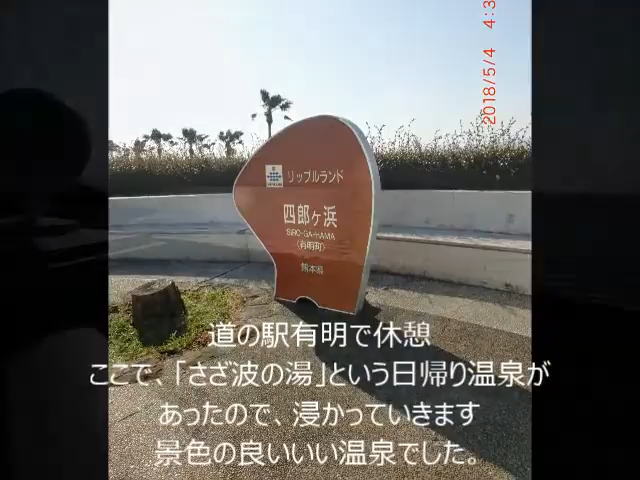 2018/5/4 4:3
リップルランド
四郎ヶ浜
SIRO-GA-HAMA
(有明町)
熊本県
道の駅有明で休憩
ここで、「さざ波の湯」という日帰り温泉が
あったので、浸かっていきます
景色の良いいい温泉でした。